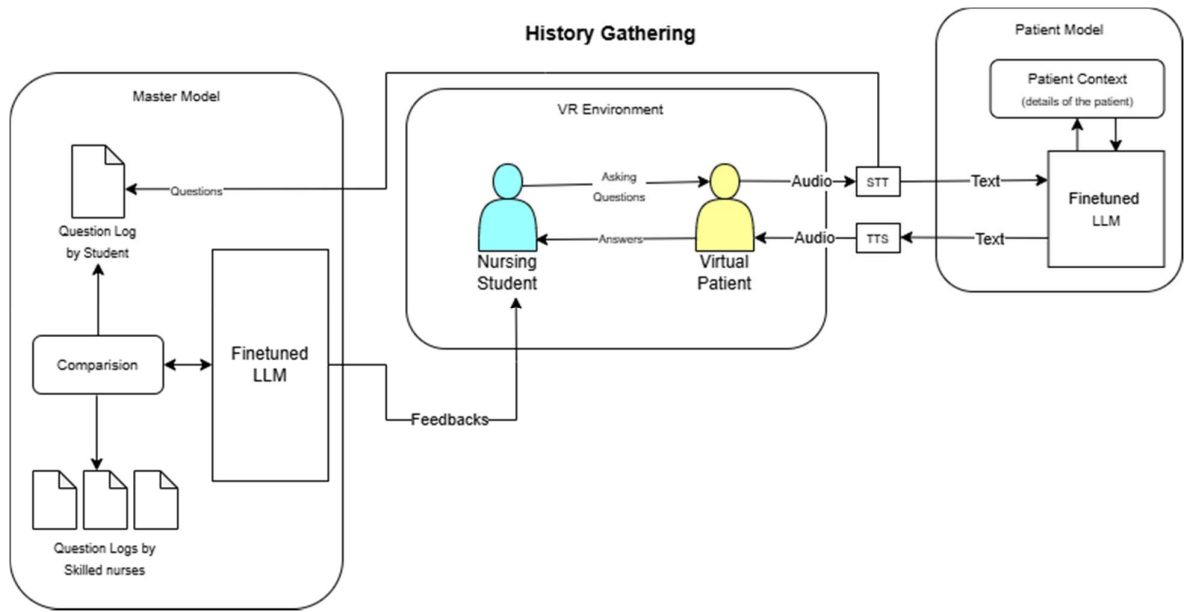 History Gathering
Master Model
Question Log
by Student
Questions
Comparision
Finetuned
LLM
Question Logs by
Skilled nurses
Feedbacks
VR Environment
Asking
Questions
Answers
Nursing
Student
Virtual
Patient
Audio
STT
Text
Audio
TTS
Text
Patient Model
Patient Context
(details of the patient)
Finetuned
LLM